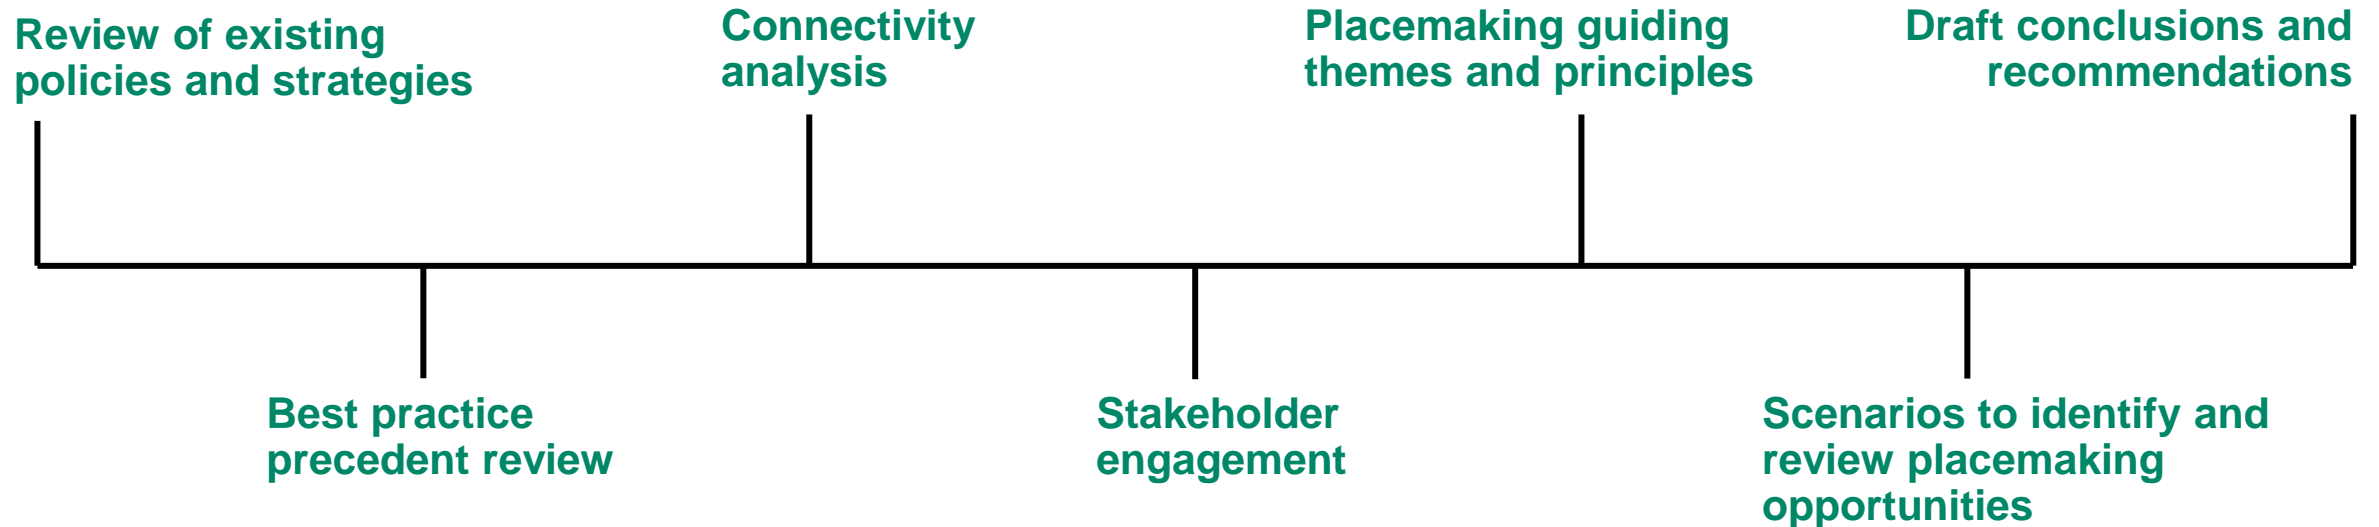 Review of existing
policies and strategies
Connectivity
analysis
Placemaking guiding
themes and principles
Draft conclusions and
recommendations
Best practice
precedent review
Stakeholder
engagement
Scenarios to identify and
review placemaking
opportunities